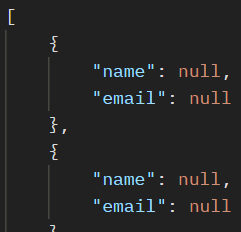 [
    {
        "name": null,
        "email": null
    },
    {
        "name": null,
        "email": null
    }